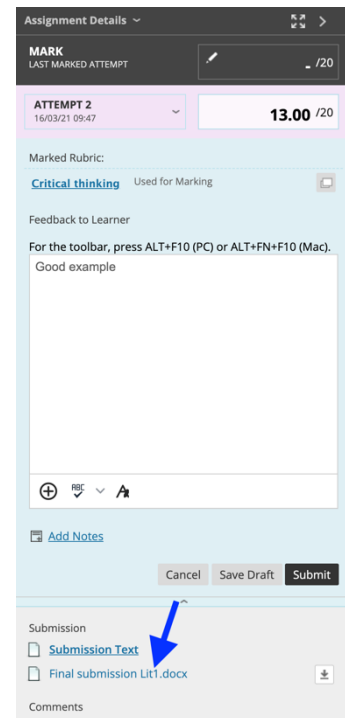 Assignment Details
MARK
LAST MARKED ATTEMPT
- /20
ATTEMPT 2
16/03/21 09:47
13.00 /20
Marked Rubric:
Critical thinking Used for Marking
Feedback to Learner
For the toolbar, press ALT+F10 (PC) or ALT+FN+F10 (Mac).
Good example
ABC
Add Notes
Cancel Save Draft Submit
Submission
Submission Text
Final submission Lit1.docx
Comments